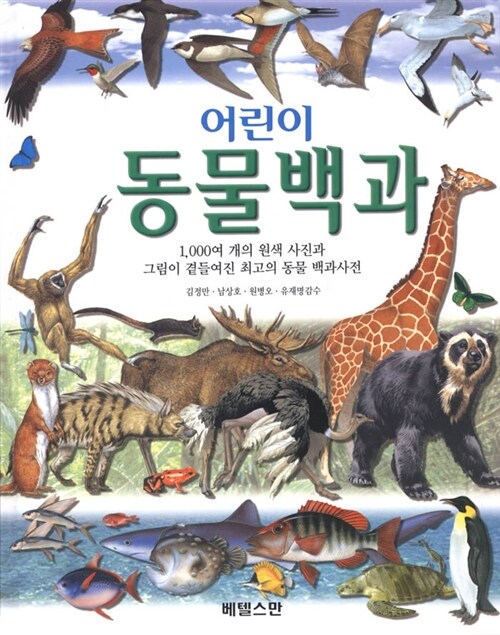 어린이
동물백과
1,000여 개의 원색 사진과
그림이 곁들여진 최고의 동물 백과사전
김정만 · 남상호 · 원병오 · 유재명감수
베텔스만